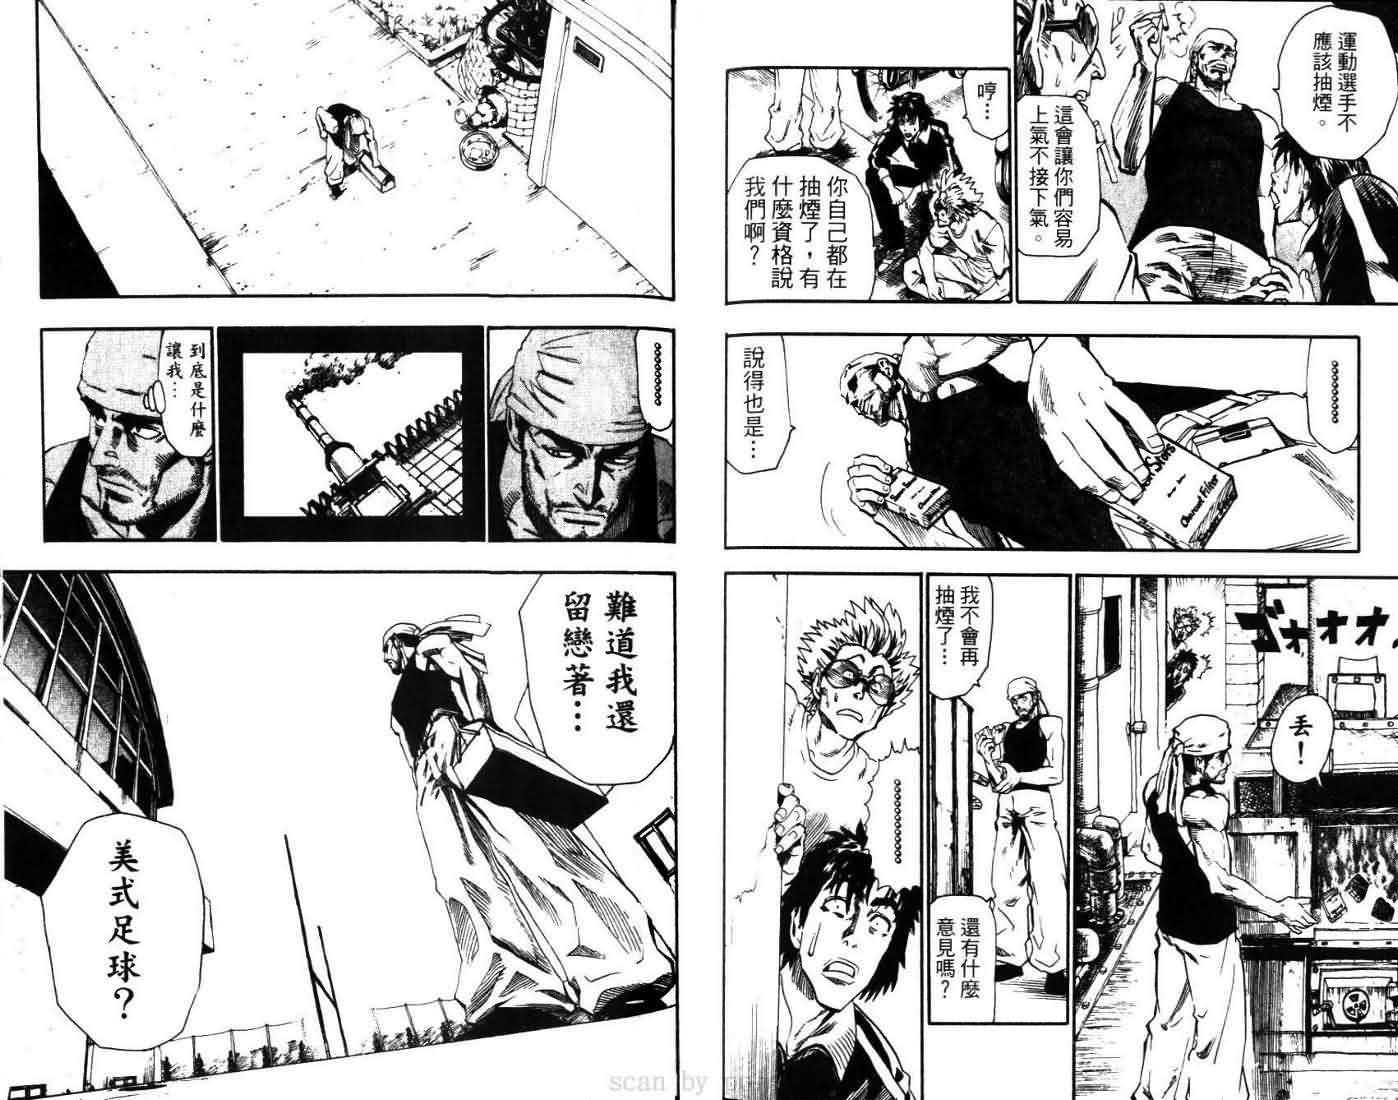 運動選手不
應該抽煙。
這會讓你們容易
上氣不接下氣。
哼…
你自己都在
抽煙了，有
什麼資格說
我們啊？
…………
說得也是…
Charcoal Filter
ゴォオオオ
丟！
我不會再
抽煙了…
還有什麼
意見嗎？
…………
…………
到底是什麼
讓我…
難道我還
留戀著…
美式足球？
scan by